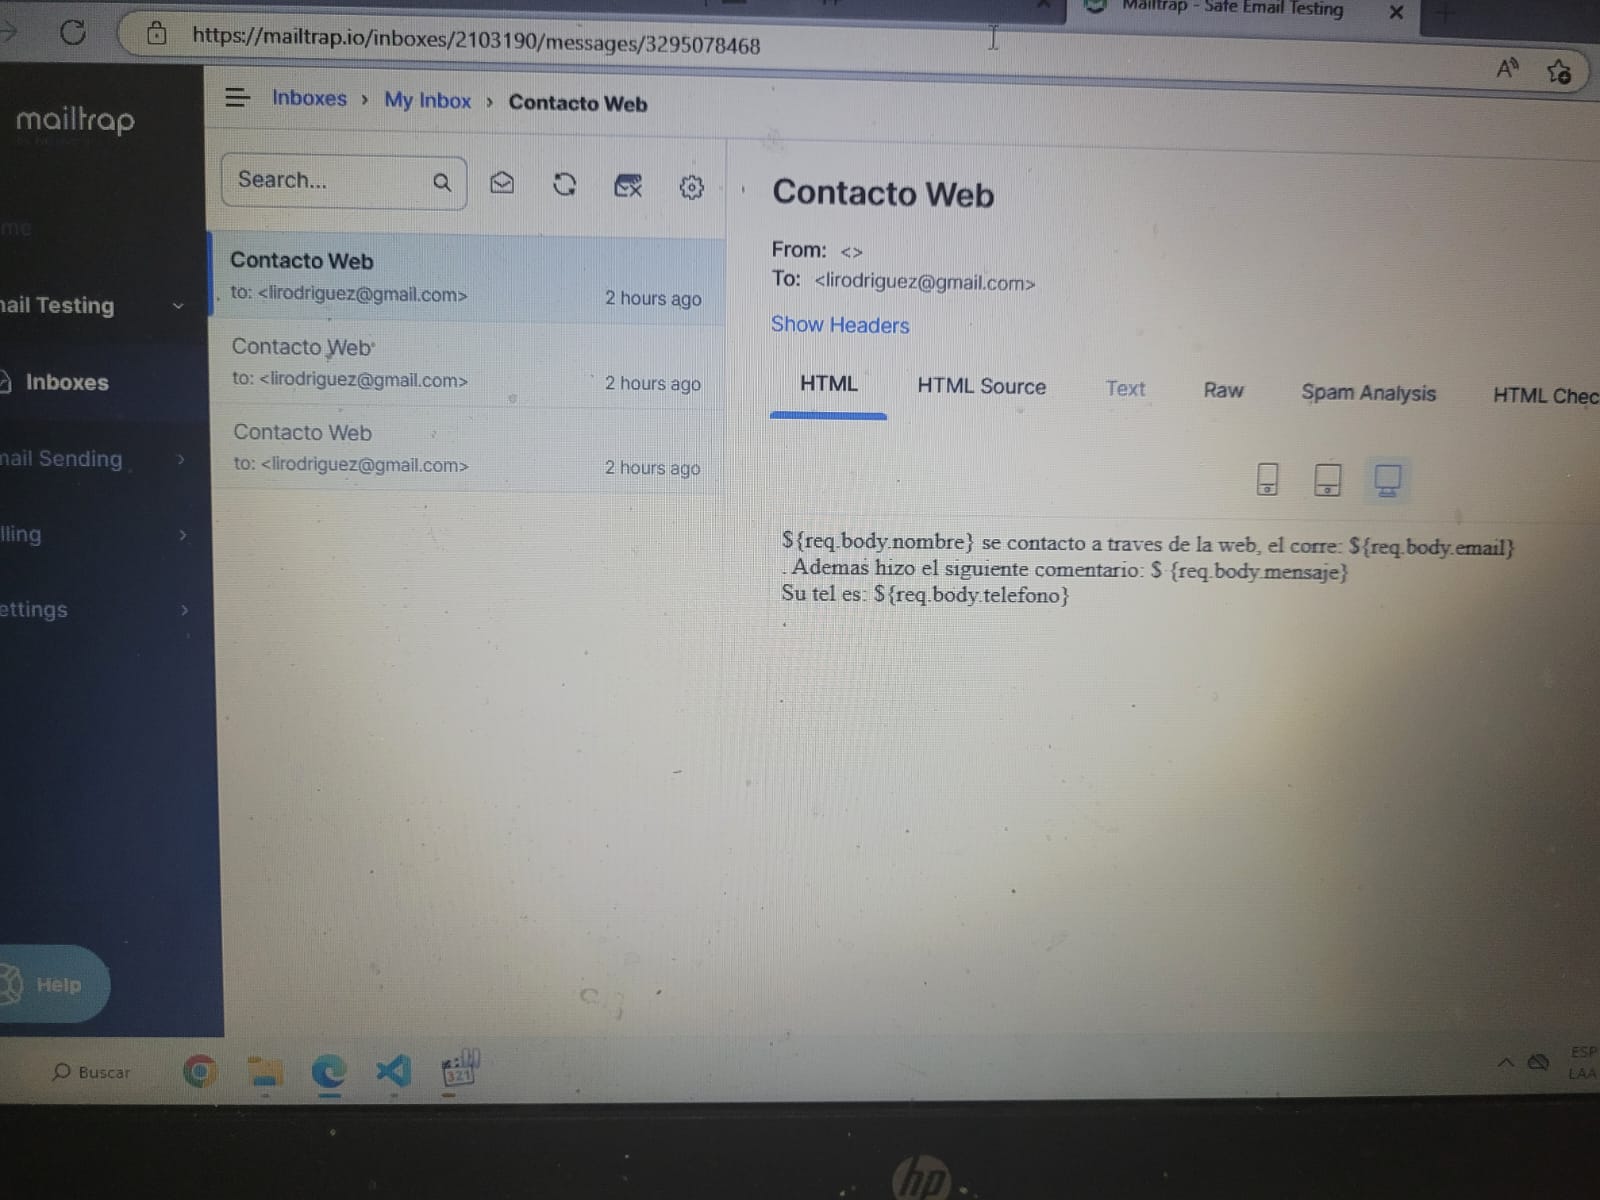 Mailtrap - Safe Email Testing
https://mailtrap.io/inboxes/2103190/messages/3295078468
mailtrap
Inboxes > My Inbox > Contacto Web
Search...
me
ail Testing
Inboxes
ail Sending
lling
ettings
Help
Contacto Web
to: <lirodriguez@gmail.com> 2 hours ago
Contacto Web
to: <lirodriguez@gmail.com> 2 hours ago
Contacto Web
to: <lirodriguez@gmail.com> 2 hours ago
Contacto Web
From: <>
To: <lirodriguez@gmail.com>
Show Headers
HTML HTML Source Text Raw Spam Analysis HTML Chec
${req.body.nombre} se contacto a traves de la web, el corre: ${req.body.email}
. Ademas hizo el siguiente comentario: $ {req.body.mensaje}
Su tel es: ${req.body.telefono}
Buscar
321
ESP
LAA
hp